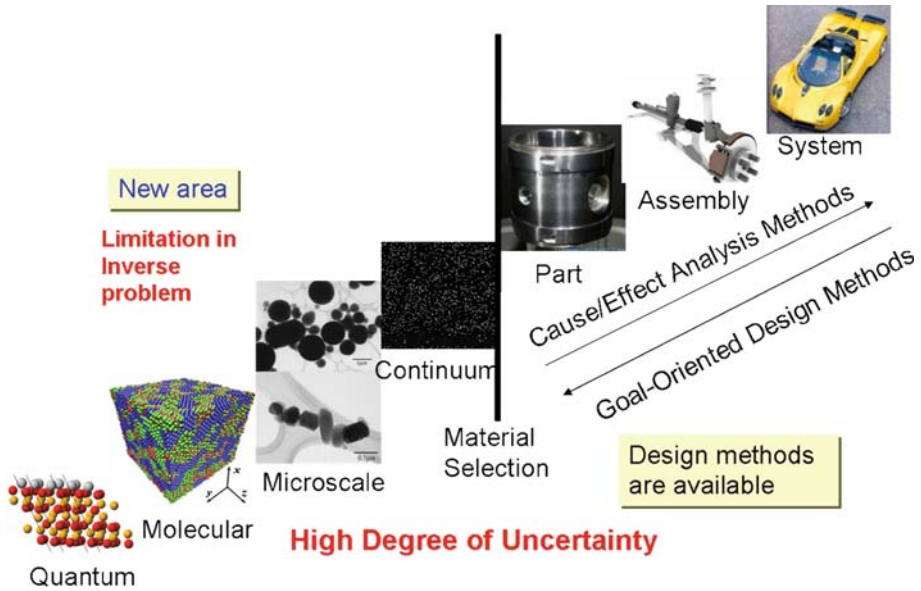 System
Assembly
Part
New area
Limitation in
Inverse
problem
Cause/Effect Analysis Methods
Goal-Oriented Design Methods
Continuum
Material
Selection
Design methods
are available
Microscale
x
y
z
Molecular
High Degree of Uncertainty
Quantum